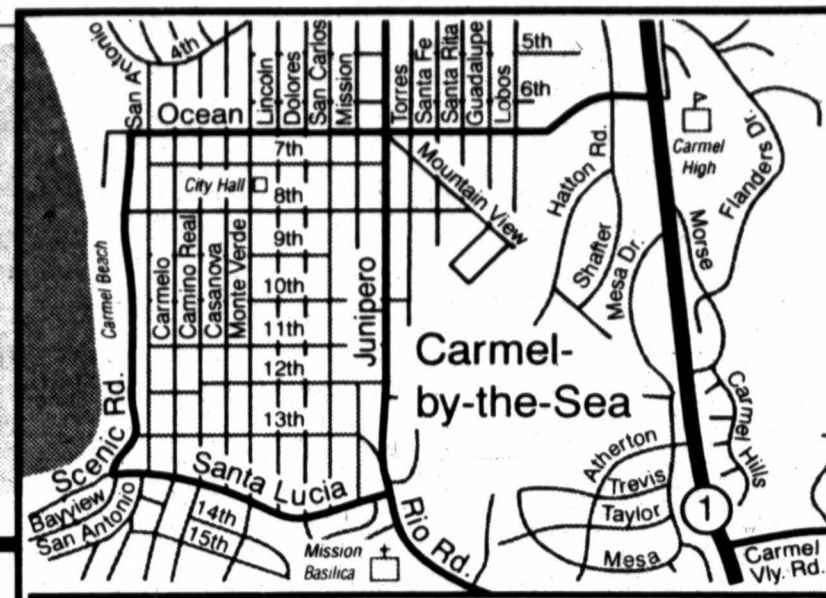 San Antonio
4th
Ocean
Lincoln
Dolores
San Carlos
Mission
Torres
Santa Fe
Santa Rita
Guadalupe
Lobos
5th
6th
Carmel
High
Flanders Dr.
7th
City Hall
8th
Mountain View
Hatton Rd.
Shafter
Mesa Dr.
Morse
Carmel Beach
Carmelo
Camino Real
Casanova
Monte Verde
9th
10th
11th
12th
13th
Junipero
Carmel-
by-the-Sea
Scenic Rd.
Santa Lucia
Bayview
San Antonio
14th
15th
Mission
Basilica
Rio Rd.
Atherton
Trevis
Taylor
Mesa
Carmel Hills
1
Carmel
Vly. Rd.